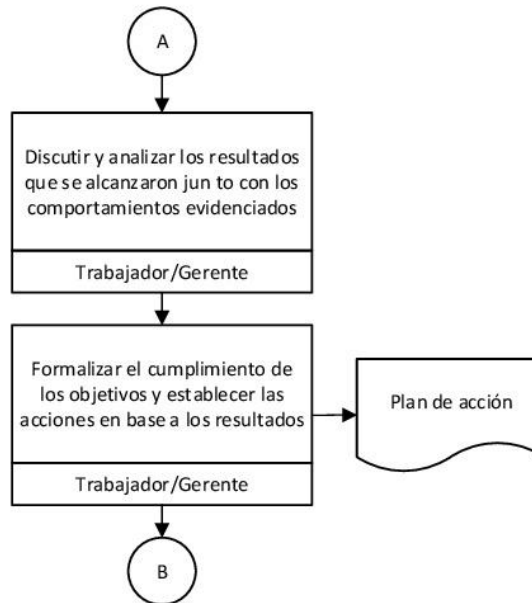 A
Discutir y analizar los resultados
que se alcanzaron jun to con los
comportamientos evidenciados
Trabajador/Gerente
Formalizar el cumplimiento de
los objetivos y establecer las
acciones en base a los resultados
Plan de acción
Trabajador/Gerente
B